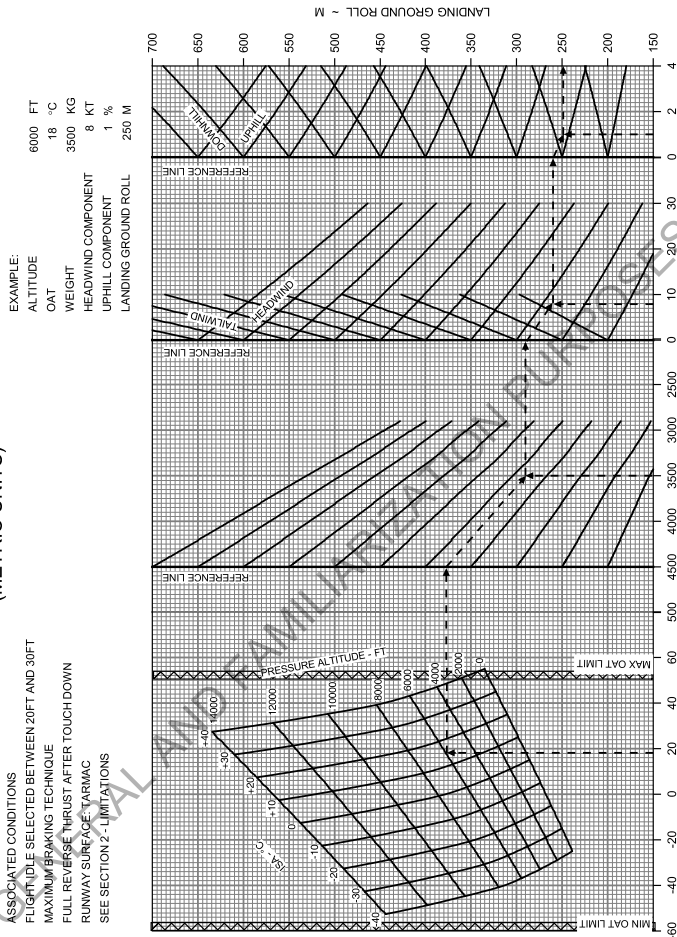 (METRIC UNITS)
ASSOCIATED CONDITIONS
FLIGHT IDLE SELECTED BETWEEN 20FT AND 30FT
MAXIMUM BRAKING TECHNIQUE
FULL REVERSE THRUST AFTER TOUCH DOWN
RUNWAY SURFACE: TARMAC
SEE SECTION 2 - LIMITATIONS
EXAMPLE:
ALTITUDE 6000 FT
OAT 18 °C
WEIGHT 3500 KG
HEADWIND COMPONENT 8 KT
UPHILL COMPONENT 1 %
LANDING GROUND ROLL 250 M
MIN OAT LIMIT
ISA °C
-40
-30
-20
-10
0
+10
+20
+30
+40
14000
12000
10000
8000
6000
4000
2000
0
PRESSURE ALTITUDE - FT
MAX OAT LIMIT
REFERENCE LINE
REFERENCE LINE
TAILWIND
HEADWIND
REFERENCE LINE
DOWNHILL
UPHILL
700
650
600
550
500
450
400
350
300
250
200
150
LANDING GROUND ROLL ~ M
-60
-40
-20
0
20
40
60
500
4500
4000
3500
3000
2500
0
10
20
30
0
2
4
GENERAL AND FAMILIARIZATION PURPOSES